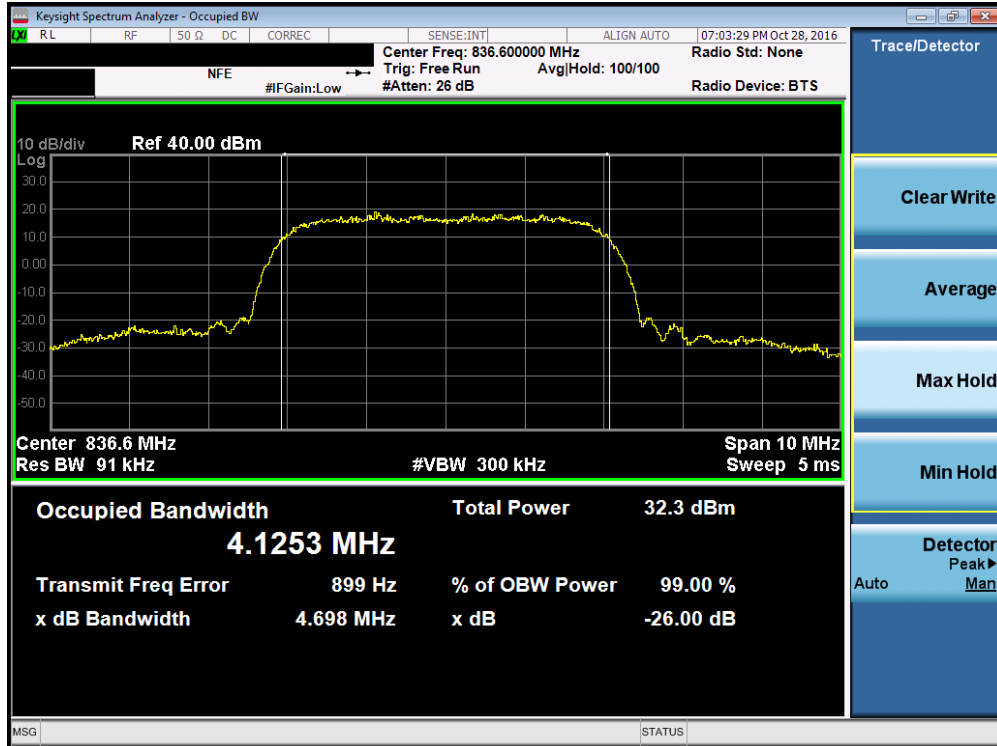 Keysight Spectrum Analyzer - Occupied BW
LXI RL RF 50 Ω DC CORREC SENSE:INT ALIGN AUTO 07:03:29 PM Oct 28, 2016
Center Freq: 836.600000 MHz Radio Std: None
NFE Trig: Free Run Avg|Hold: 100/100
#IFGain:Low #Atten: 26 dB Radio Device: BTS
10 dB/div Ref 40.00 dBm
Log
30.0
20.0
10.0
0.00
-10.0
-20.0
-30.0
-40.0
-50.0
Center 836.6 MHz Span 10 MHz
Res BW 91 kHz #VBW 300 kHz Sweep 5 ms
Occupied Bandwidth Total Power 32.3 dBm
4.1253 MHz
Transmit Freq Error 899 Hz % of OBW Power 99.00 %
x dB Bandwidth 4.698 MHz x dB -26.00 dB
MSG STATUS
Trace/Detector
Clear Write
Average
Max Hold
Min Hold
Detector
Peak▶
Auto Man